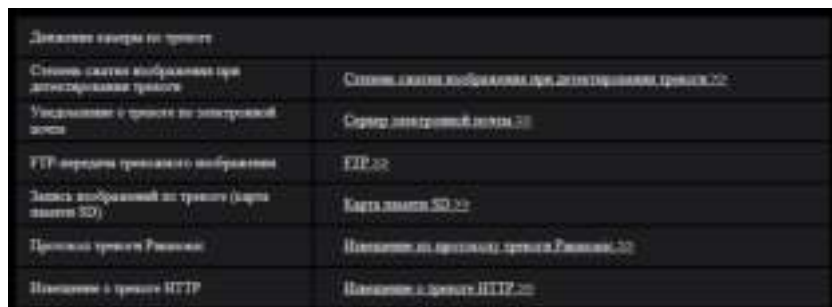 Движение камеры по тревоге
Степень сжатия изображения при
детектировании тревоги
Степень сжатия изображения при детектировании тревоги >>
Уведомление о тревоге по электронной
почте
Сервер электронной почты >>
FTP-передача тревожного изображения
FTP >>
Запись изображений по тревоге (карта
памяти SD)
Карта памяти SD >>
Протокол тревоги Panasonic
Извещение по протоколу тревоги Panasonic >>
Извещение о тревоге HTTP
Извещение о тревоге HTTP >>